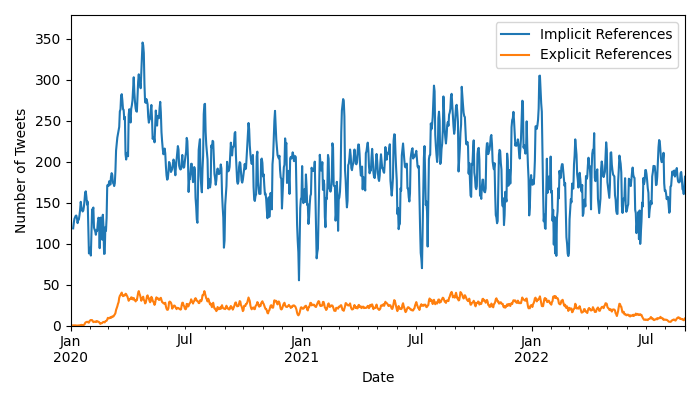 Implicit References
Explicit References
Number of Tweets
350
300
250
200
150
100
50
0
Jan Jul Jan Jul Jan Jul
2020 2021 2022
Date